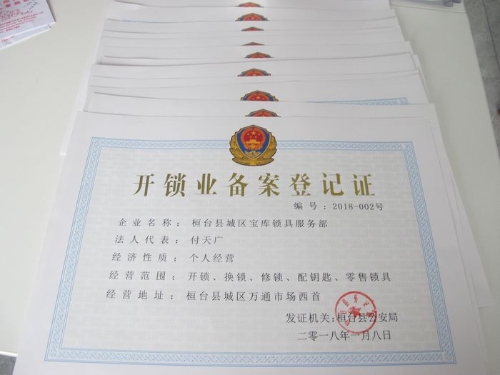 开锁业备案登记证
编号：2018-002号
企业名称：桓台县城区宝库锁具服务部
法人代表：付天广
经济性质：个人经营
经营范围：开锁、换锁、修锁、配钥匙、零售锁具
经营地址：桓台县城区万通市场西首
发证机关：桓台县公安局
二零一八年一月八日